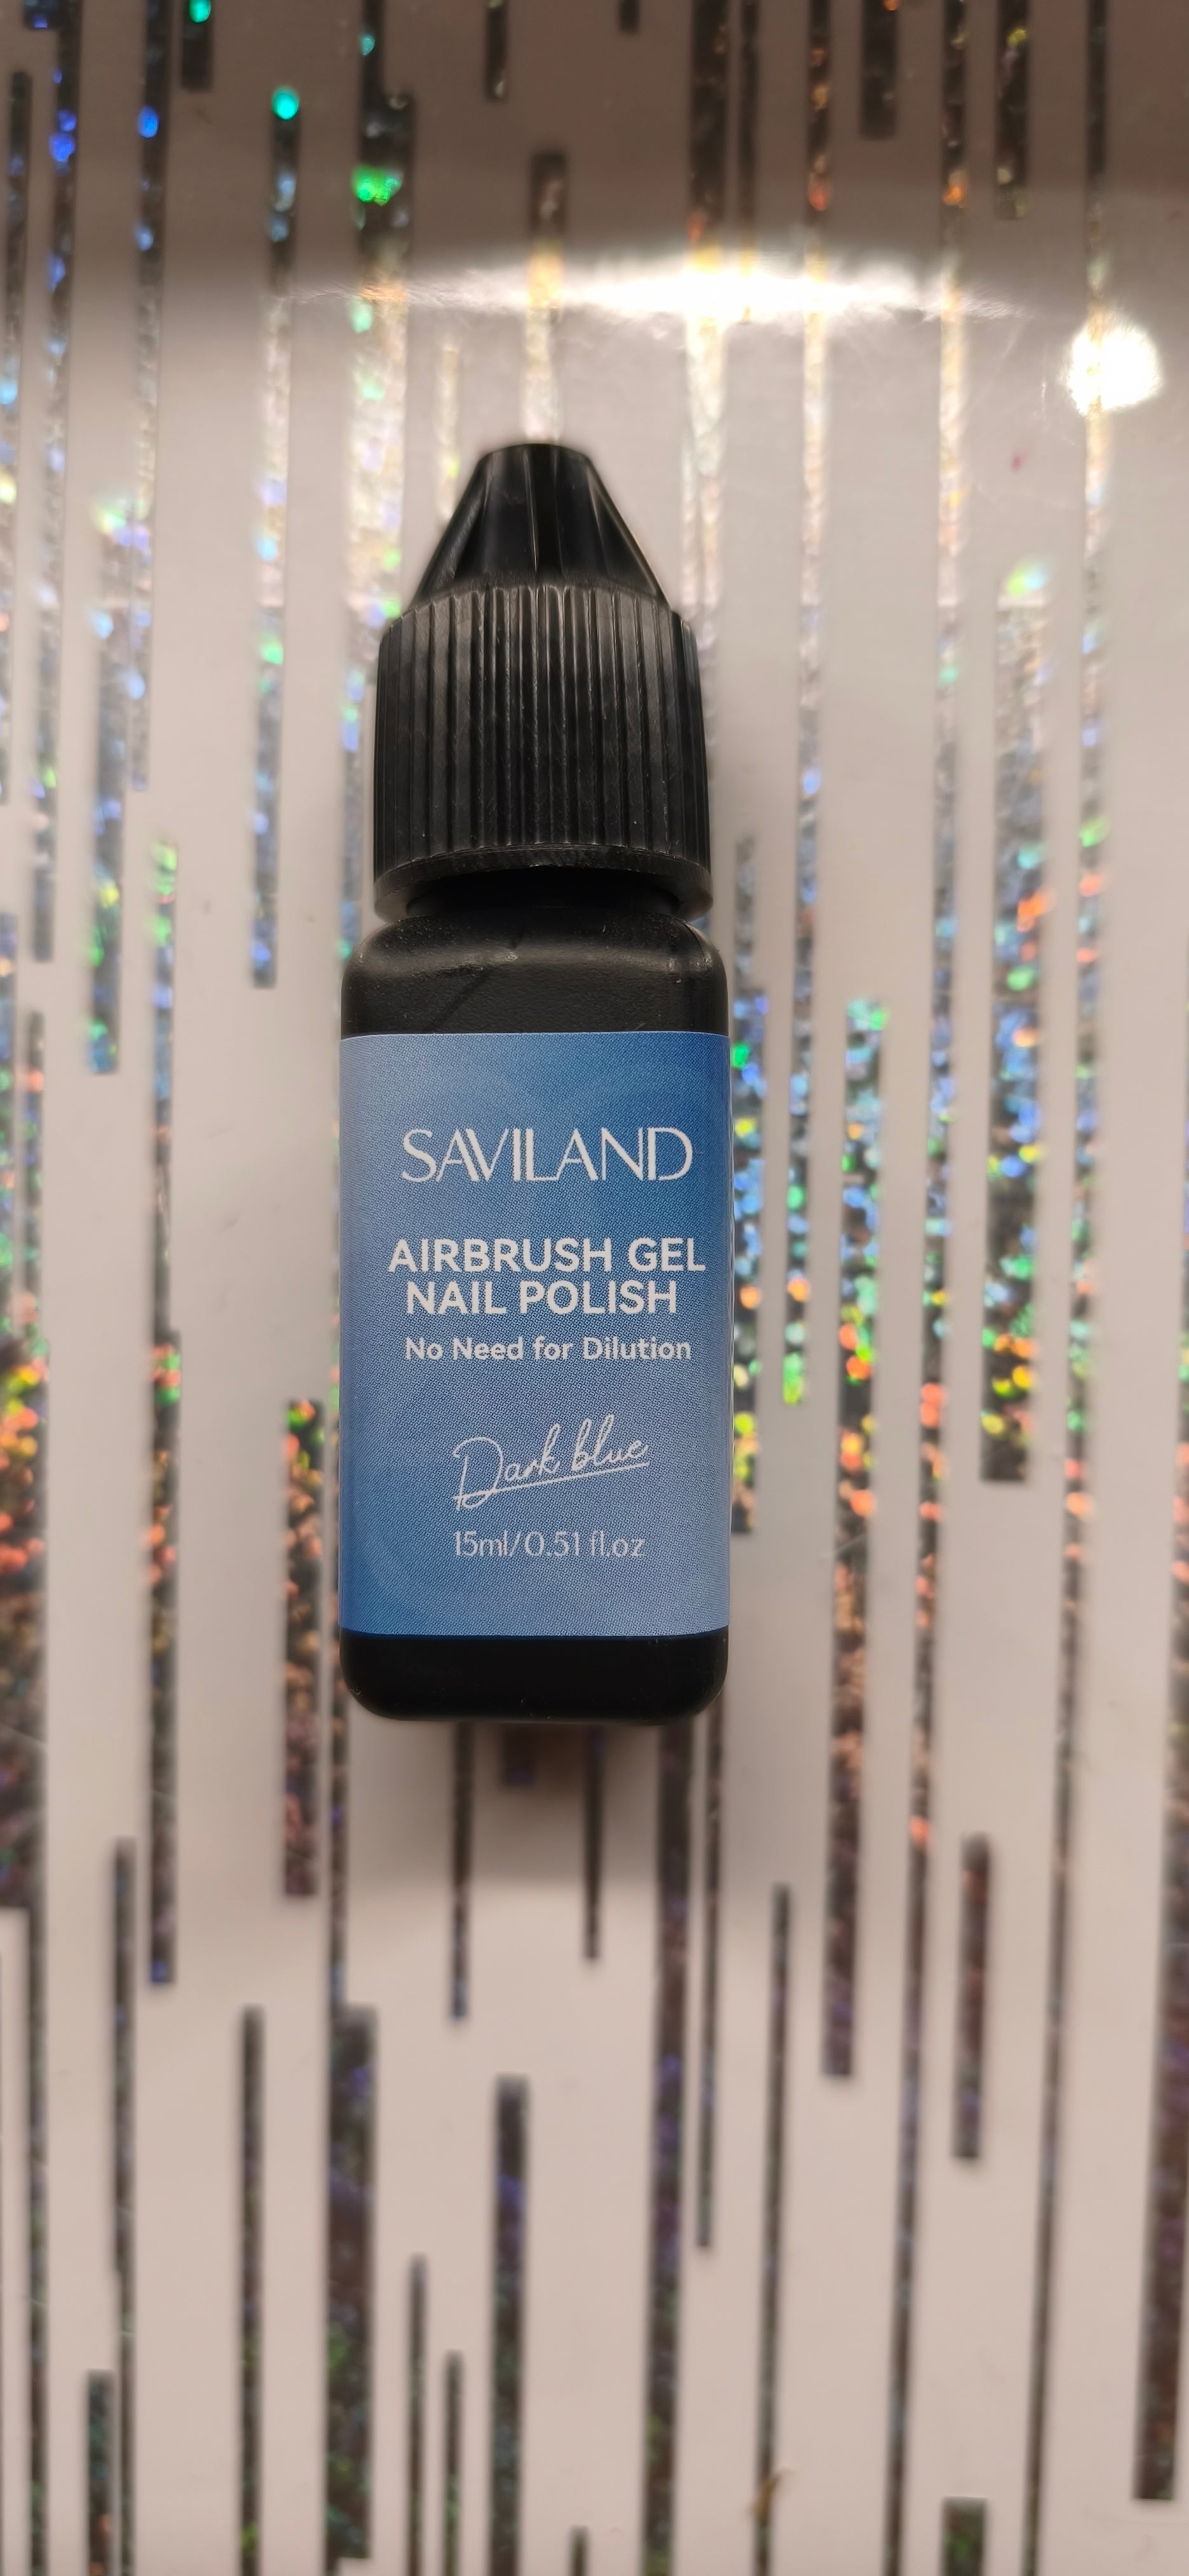 SAVILAND
AIRBRUSH GEL
NAIL POLISH
No Need for Dilution
Dark blue
15ml/0.51 fl.oz